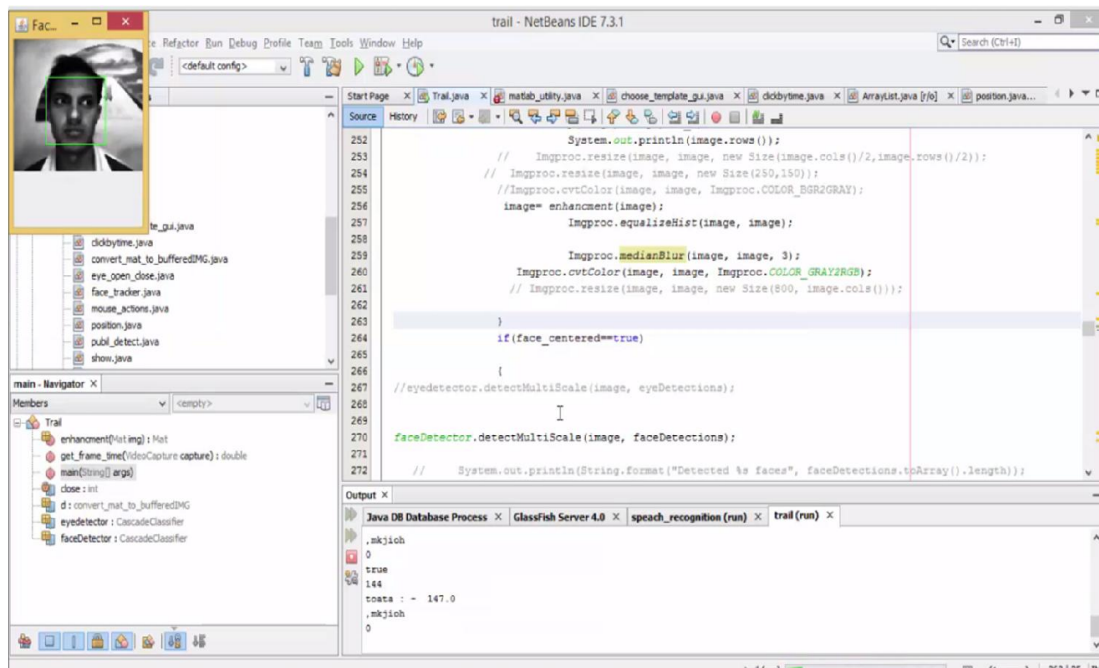 Fac...
trail - NetBeans IDE 7.3.1
Refactor Run Debug Profile Team Tools Window Help
Search (Ctrl+I)
<default config>
Start Page Trail.java matlab_utility.java choose_template_gui.java clickbytime.java ArrayList.java [r/o] position.java...
Source History
252 System.out.println(image.rows());
253 // Imgproc.resize(image, image, new Size(image.cols()/2,image.rows()/2));
254 // Imgproc.resize(image, image, new Size(250,150));
255 //Imgproc.cvtColor(image, image, Imgproc.COLOR_BGR2GRAY);
256 image= enhancment(image);
257 Imgproc.equalizeHist(image, image);
258
259 Imgproc.medianBlur(image, image, 3);
260 Imgproc.cvtColor(image, image, Imgproc.COLOR_GRAY2RGB);
261 // Imgproc.resize(image, image, new Size(800, image.cols()));
262
263 }
264 if(face_centered==true)
265
266 {
267 //eyedetector.detectMultiScale(image, eyeDetections);
268
269
270 faceDetector.detectMultiScale(image, faceDetections);
271
272 // System.out.println(String.format("Detected %s faces", faceDetections.toArray().length));
te_gui.java
clickbytime.java
convert_mat_to_bufferedIMG.java
eye_open_close.java
face_tracker.java
mouse_actions.java
position.java
pubil_detect.java
show.java
main - Navigator
Members <empty>
Trail
enhancment(Mat img) : Mat
get_frame_time(VideoCapture capture) : double
main(String[] args)
close : int
d : convert_mat_to_bufferedIMG
eyedetector : CascadeClassifier
faceDetector : CascadeClassifier
Output
Java DB Database Process GlassFish Server 4.0 speach_recognition (run) trail (run)
,mkjioh
0
true
144
toata : - 147.0
,mkjioh
0